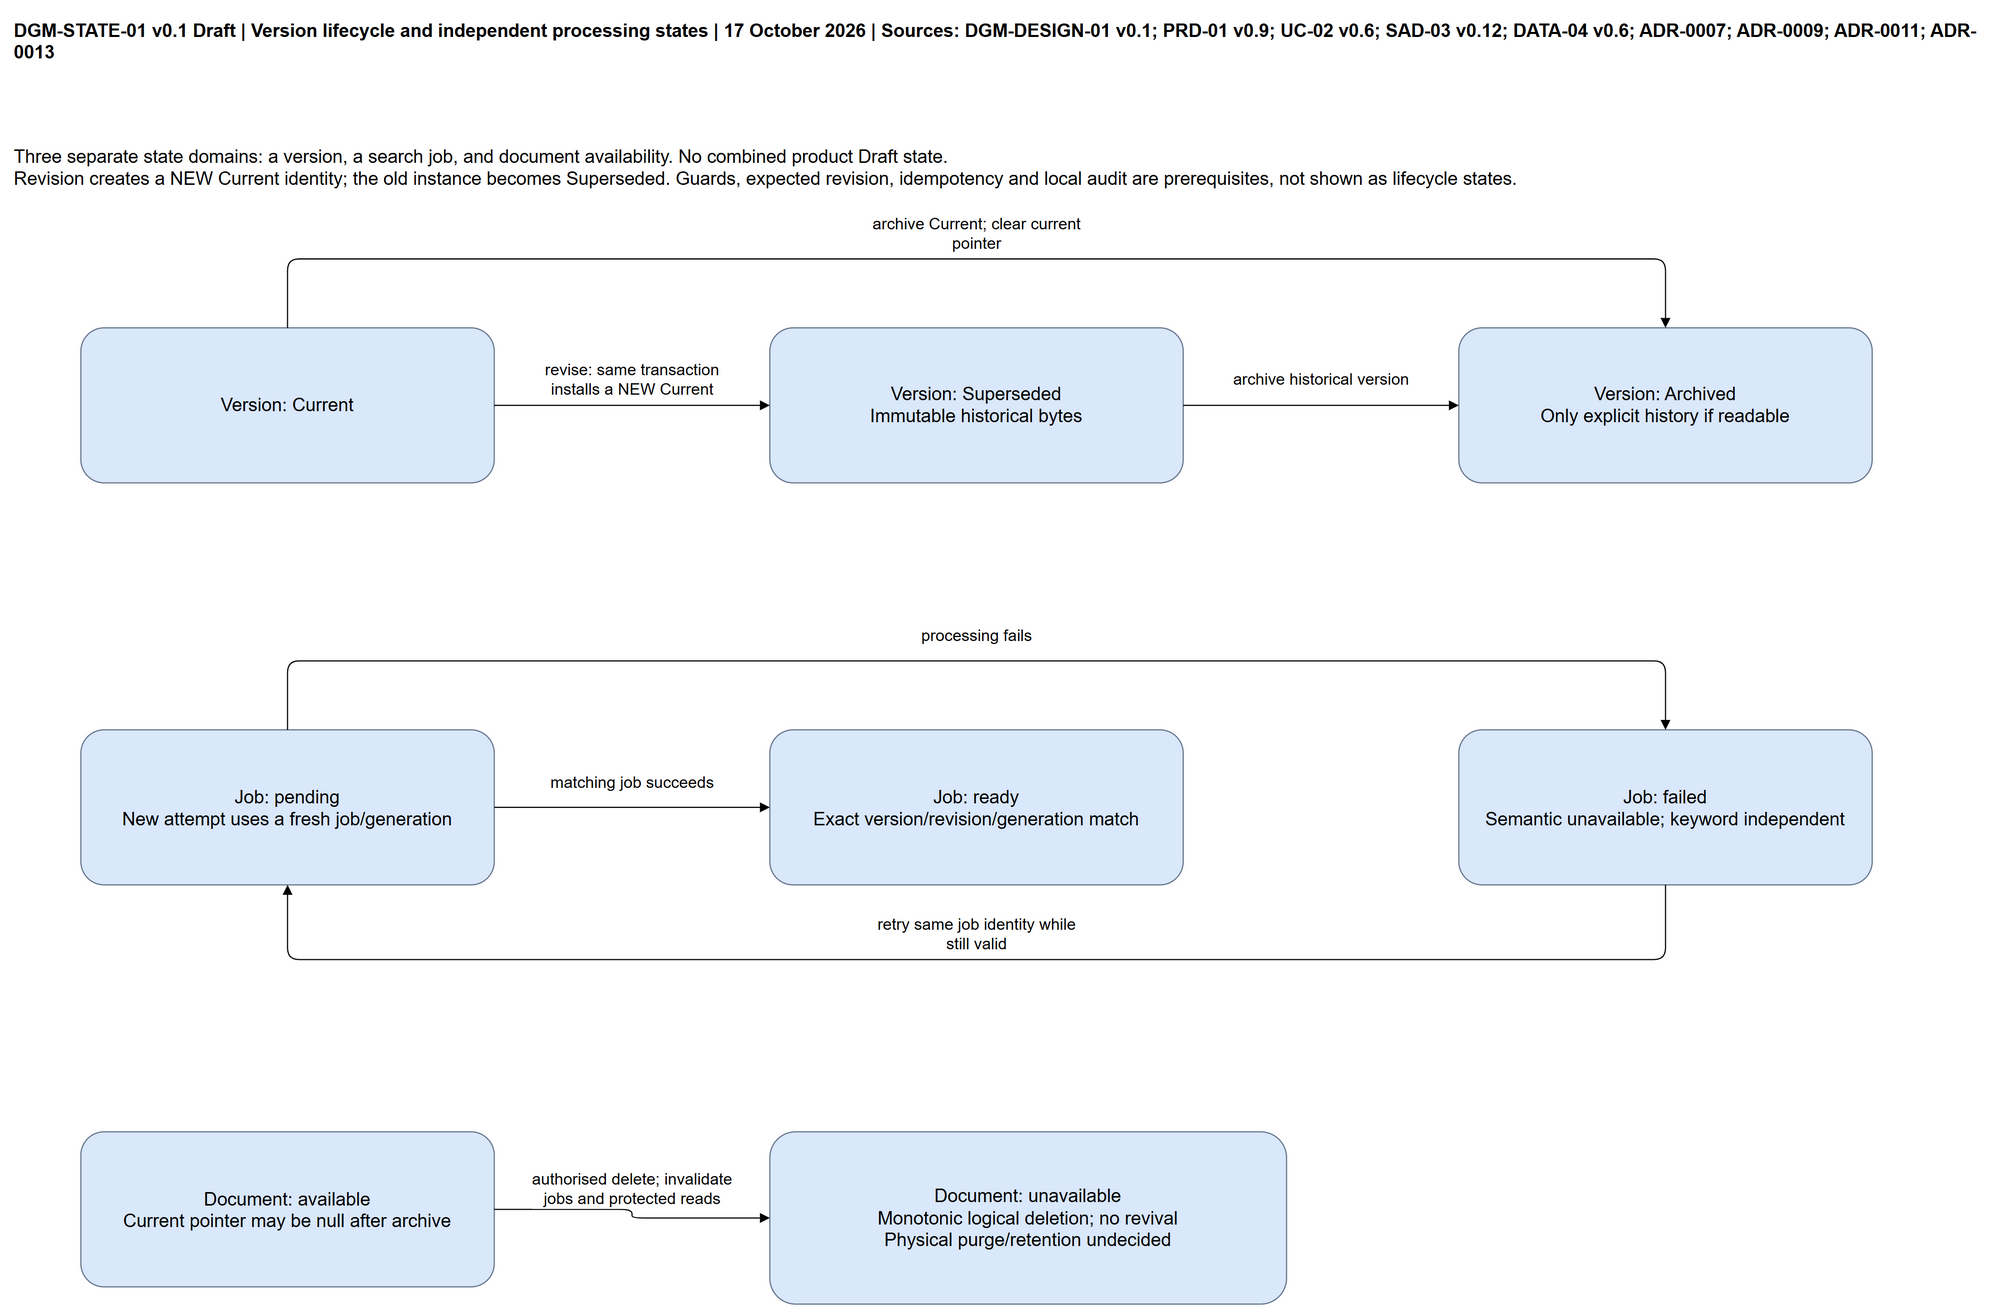 DGM-STATE-01 v0.1 Draft | Version lifecycle and independent processing states | 17 October 2026 | Sources: DGM-DESIGN-01 v0.1; PRD-01 v0.9; UC-02 v0.6; SAD-03 v0.12; DATA-04 v0.6; ADR-0007; ADR-0009; ADR-0011; ADR-
0013
Three separate state domains: a version, a search job, and document availability. No combined product Draft state.
Revision creates a NEW Current identity; the old instance becomes Superseded. Guards, expected revision, idempotency and local audit are prerequisites, not shown as lifecycle states.
archive Current; clear current
pointer
Version: Current
revise: same transaction
installs a NEW Current
Version: Superseded
Immutable historical bytes
archive historical version
Version: Archived
Only explicit history if readable
processing fails
Job: pending
New attempt uses a fresh job/generation
matching job succeeds
Job: ready
Exact version/revision/generation match
Job: failed
Semantic unavailable; keyword independent
retry same job identity while
still valid
Document: available
Current pointer may be null after archive
authorised delete; invalidate
jobs and protected reads
Document: unavailable
Monotonic logical deletion; no revival
Physical purge/retention undecided